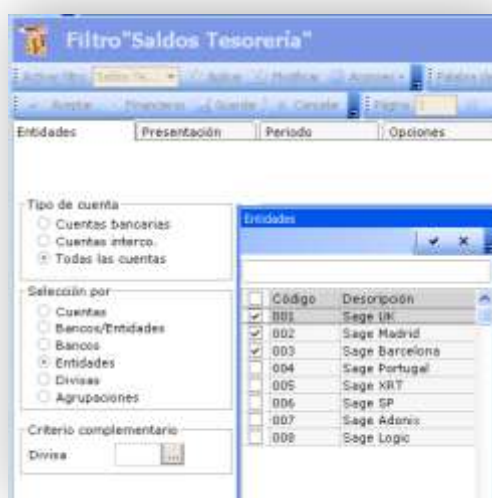 Filtro"Saldos Tesorería"
Entidades Presentación Periodo Opciones
Tipo de cuenta
Cuentas bancarias
Cuentas interco.
Todas las cuentas
Selección por
Cuentas
Bancos/Entidades
Bancos
Entidades
Divisas
Agrupaciones
Criterio complementario
Divisa ...
Entidades
Código Descripción
001 Sage UK
002 Sage Madrid
003 Sage Barcelona
004 Sage Portugal
005 Sage XRT
006 Sage SP
007 Sage Adonix
008 Sage Logic